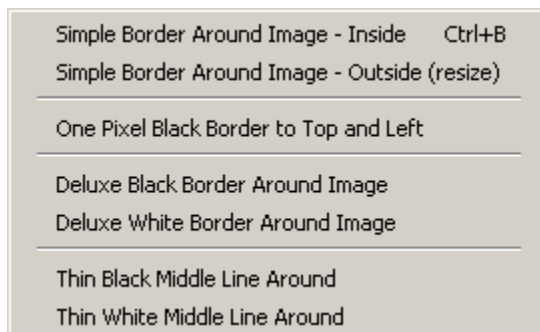 Simple Border Around Image - Inside Ctrl+B
Simple Border Around Image - Outside (resize)
One Pixel Black Border to Top and Left
Deluxe Black Border Around Image
Deluxe White Border Around Image
Thin Black Middle Line Around
Thin White Middle Line Around